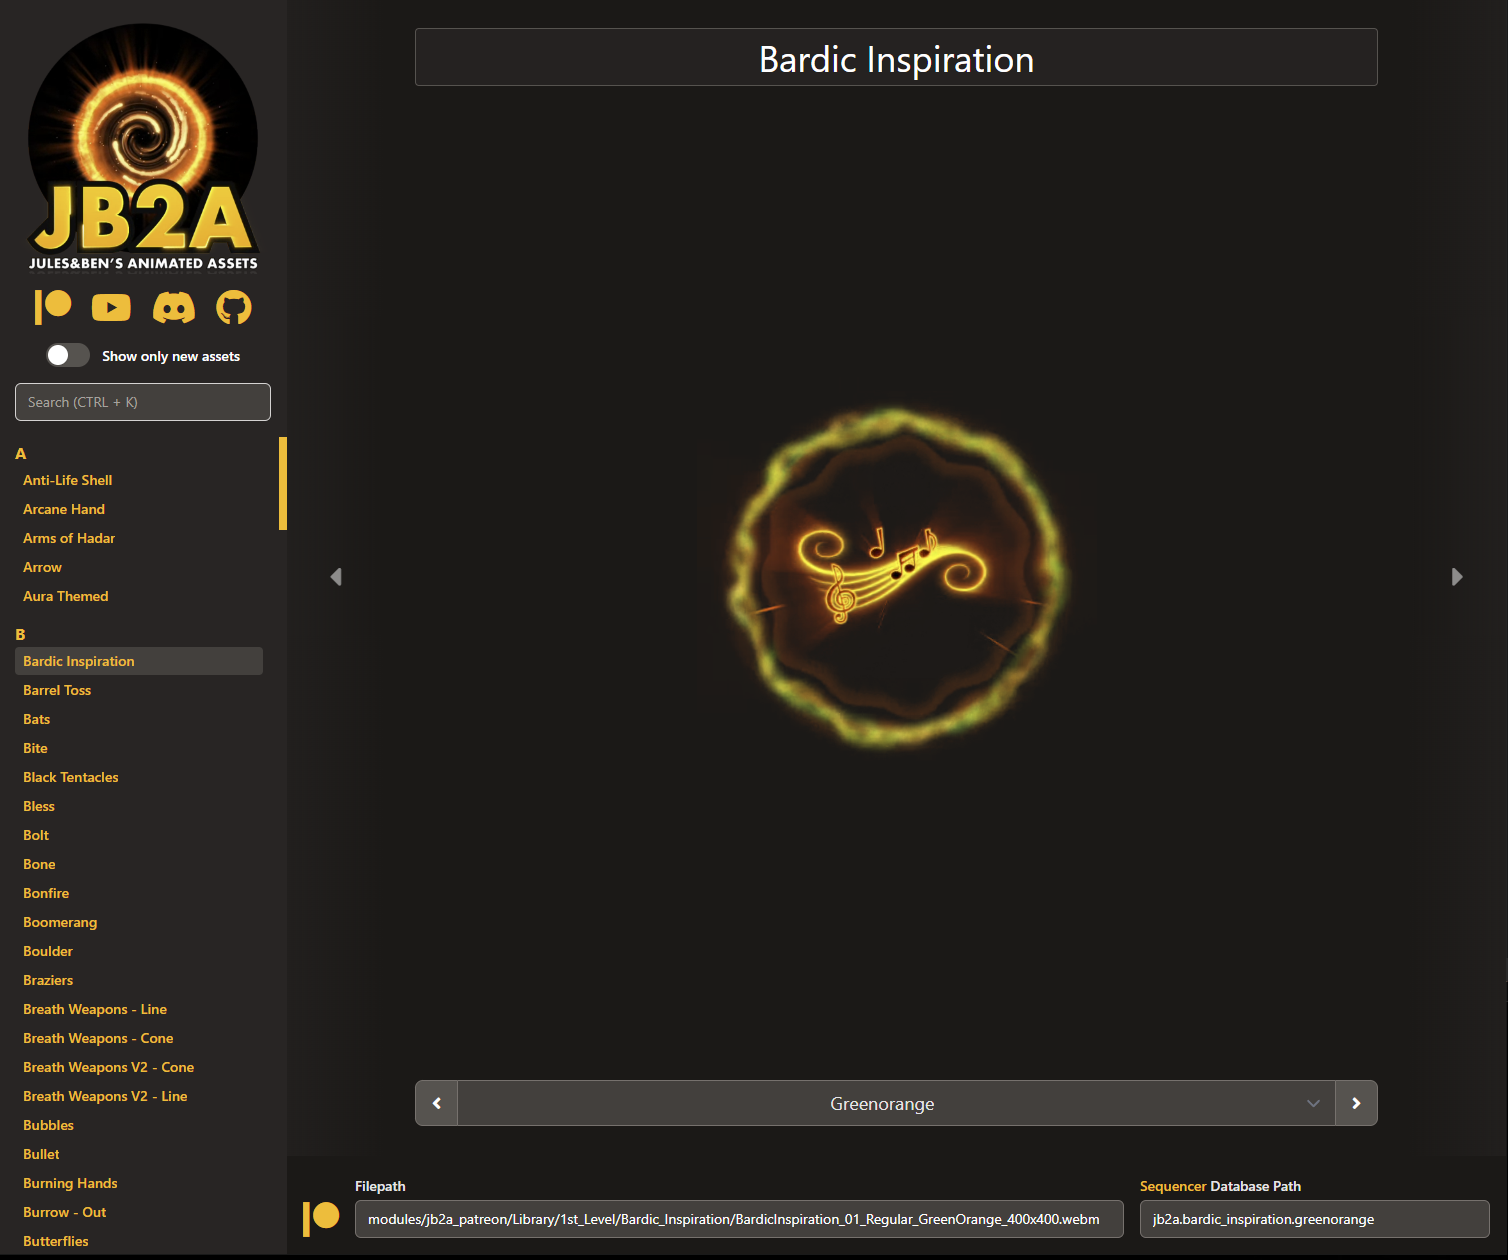 JB2A
JULES&BEN'S ANIMATED ASSETS
Show only new assets
Search (CTRL + K)
A
Anti-Life Shell
Arcane Hand
Arms of Hadar
Arrow
Aura Themed
B
Bardic Inspiration
Barrel Toss
Bats
Bite
Black Tentacles
Bless
Bolt
Bone
Bonfire
Boomerang
Boulder
Braziers
Breath Weapons - Line
Breath Weapons - Cone
Breath Weapons V2 - Cone
Breath Weapons V2 - Line
Bubbles
Bullet
Burning Hands
Burrow - Out
Butterflies
Bardic Inspiration
Greenorange
Filepath
modules/jb2a_patreon/Library/1st_Level/Bardic_Inspiration/BardicInspiration_01_Regular_GreenOrange_400x400.webm
Sequencer Database Path
jb2a.bardic_inspiration.greenorange